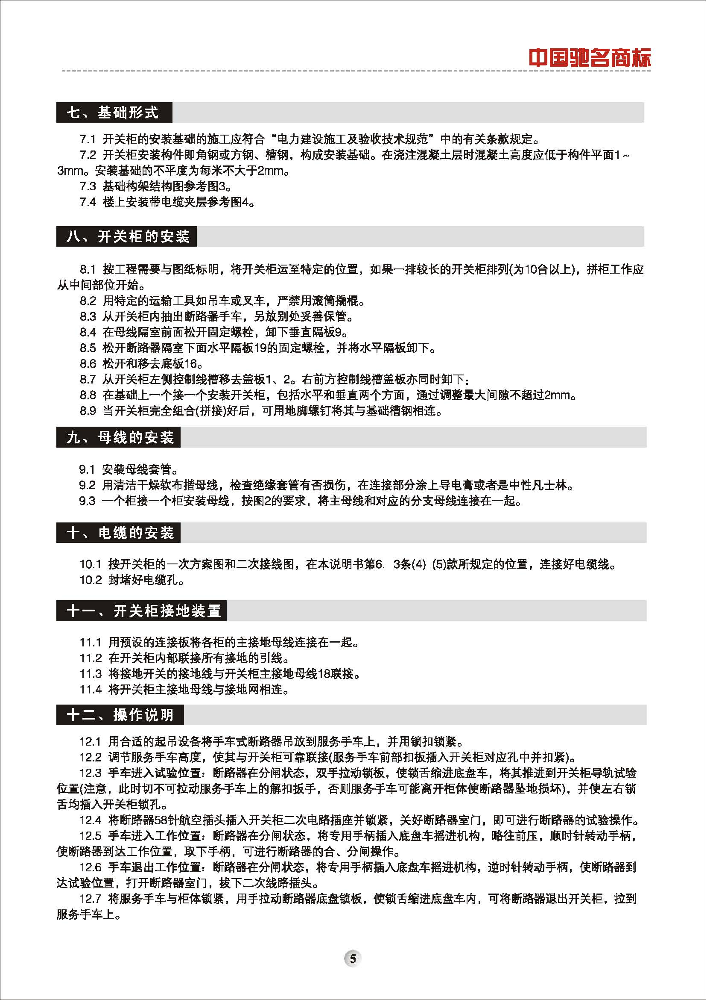 中国驰名商标
七、基础形式
7.1 开关柜的安装基础的施工应符合“电力建设施工及验收技术规范”中的有关条款规定。
7.2 开关柜安装构件即角钢或方钢、槽钢，构成安装基础。在浇注混凝土层时混凝土高度应低于构件平面1~
3mm。安装基础的不平度为每米不大于2mm。
7.3 基础构架结构图参考图3。
7.4 楼上安装带电缆夹层参考图4。
八、开关柜的安装
8.1 按工程需要与图纸标明，将开关柜运至特定的位置，如果一排较长的开关柜排列(为10台以上)，拼柜工作应
从中间部位开始。
8.2 用特定的运输工具如吊车或叉车，严禁用滚筒撬棍。
8.3 从开关柜内抽出断路器手车，另放别处妥善保管。
8.4 在母线隔室前面松开固定螺栓，卸下垂直隔板9。
8.5 松开断路器隔室下面水平隔板19的固定螺栓，并将水平隔板卸下。
8.6 松开和移去底板16。
8.7 从开关柜左侧控制线槽移去盖板1、2。右前方控制线槽盖板亦同时卸下：
8.8 在基础上一个接一个安装开关柜，包括水平和垂直两个方面，通过调整最大间隙不超过2mm。
8.9 当开关柜完全组合(拼接)好后，可用地脚螺钉将其与基础槽钢相连。
九、母线的安装
9.1 安装母线套管。
9.2 用清洁干燥软布揩母线，检查绝缘套管有否损伤，在连接部分涂上导电膏或者是中性凡士林。
9.3 一个柜接一个柜安装母线，按图2的要求，将主母线和对应的分支母线连接在一起。
十、电缆的安装
10.1 按开关柜的一次方案图和二次接线图，在本说明书第6. 3条(4) (5)款所规定的位置，连接好电缆线。
10.2 封堵好电缆孔。
十一、开关柜接地装置
11.1 用预设的连接板将各柜的主接地母线连接在一起。
11.2 在开关柜内部联接所有接地的引线。
11.3 将接地开关的接地线与开关柜主接地母线18联接。
11.4 将开关柜主接地母线与接地网相连。
十二、操作说明
12.1 用合适的起吊设备将手车式断路器吊放到服务手车上，并用锁扣锁紧。
12.2 调节服务手车高度，使其与开关柜可靠联接(服务手车前部扣板插入开关柜对应孔中并扣紧)。
12.3 手车进入试验位置：断路器在分闸状态，双手拉动锁板，使锁舌缩进底盘车，将其推进到开关柜导轨试验
位置(注意，此时切不可拉动服务手车上的解扣扳手，否则服务手车可能离开柜体使断路器坠地损坏)，并使左右锁
舌均插入开关柜锁孔。
12.4 将断路器58针航空插头插入开关柜二次电路插座并锁紧，关好断路器室门，即可进行断路器的试验操作。
12.5 手车进入工作位置：断路器在分闸状态，将专用手柄插入底盘车摇进机构，略往前压，顺时针转动手柄，
使断路器到达工作位置，取下手柄，可进行断路器的合、分闸操作。
12.6 手车退出工作位置：断路器在分闸状态，将专用手柄插入底盘车摇进机构，逆时针转动手柄，使断路器到
达试验位置，打开断路器室门，拔下二次线路插头。
12.7 将服务手车与柜体锁紧，用手拉动断路器底盘锁板，使锁舌缩进底盘车内，可将断路器退出开关柜，拉到
服务手车上。
5